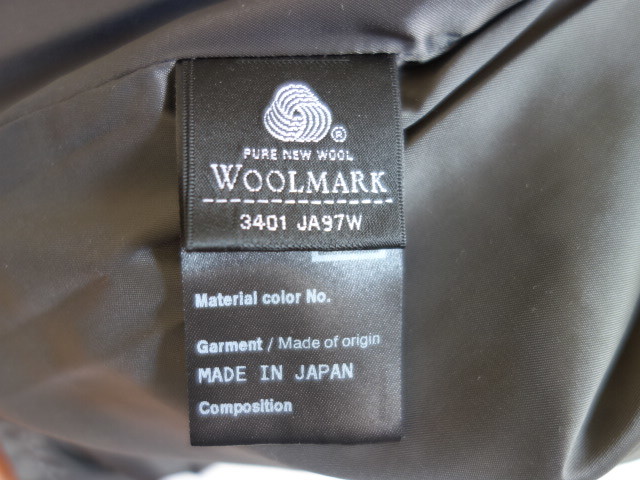 ®
PURE NEW WOOL
WOOLMARK
3401 JA97W
Material color No.
Garment / Made of origin
MADE IN JAPAN
Composition